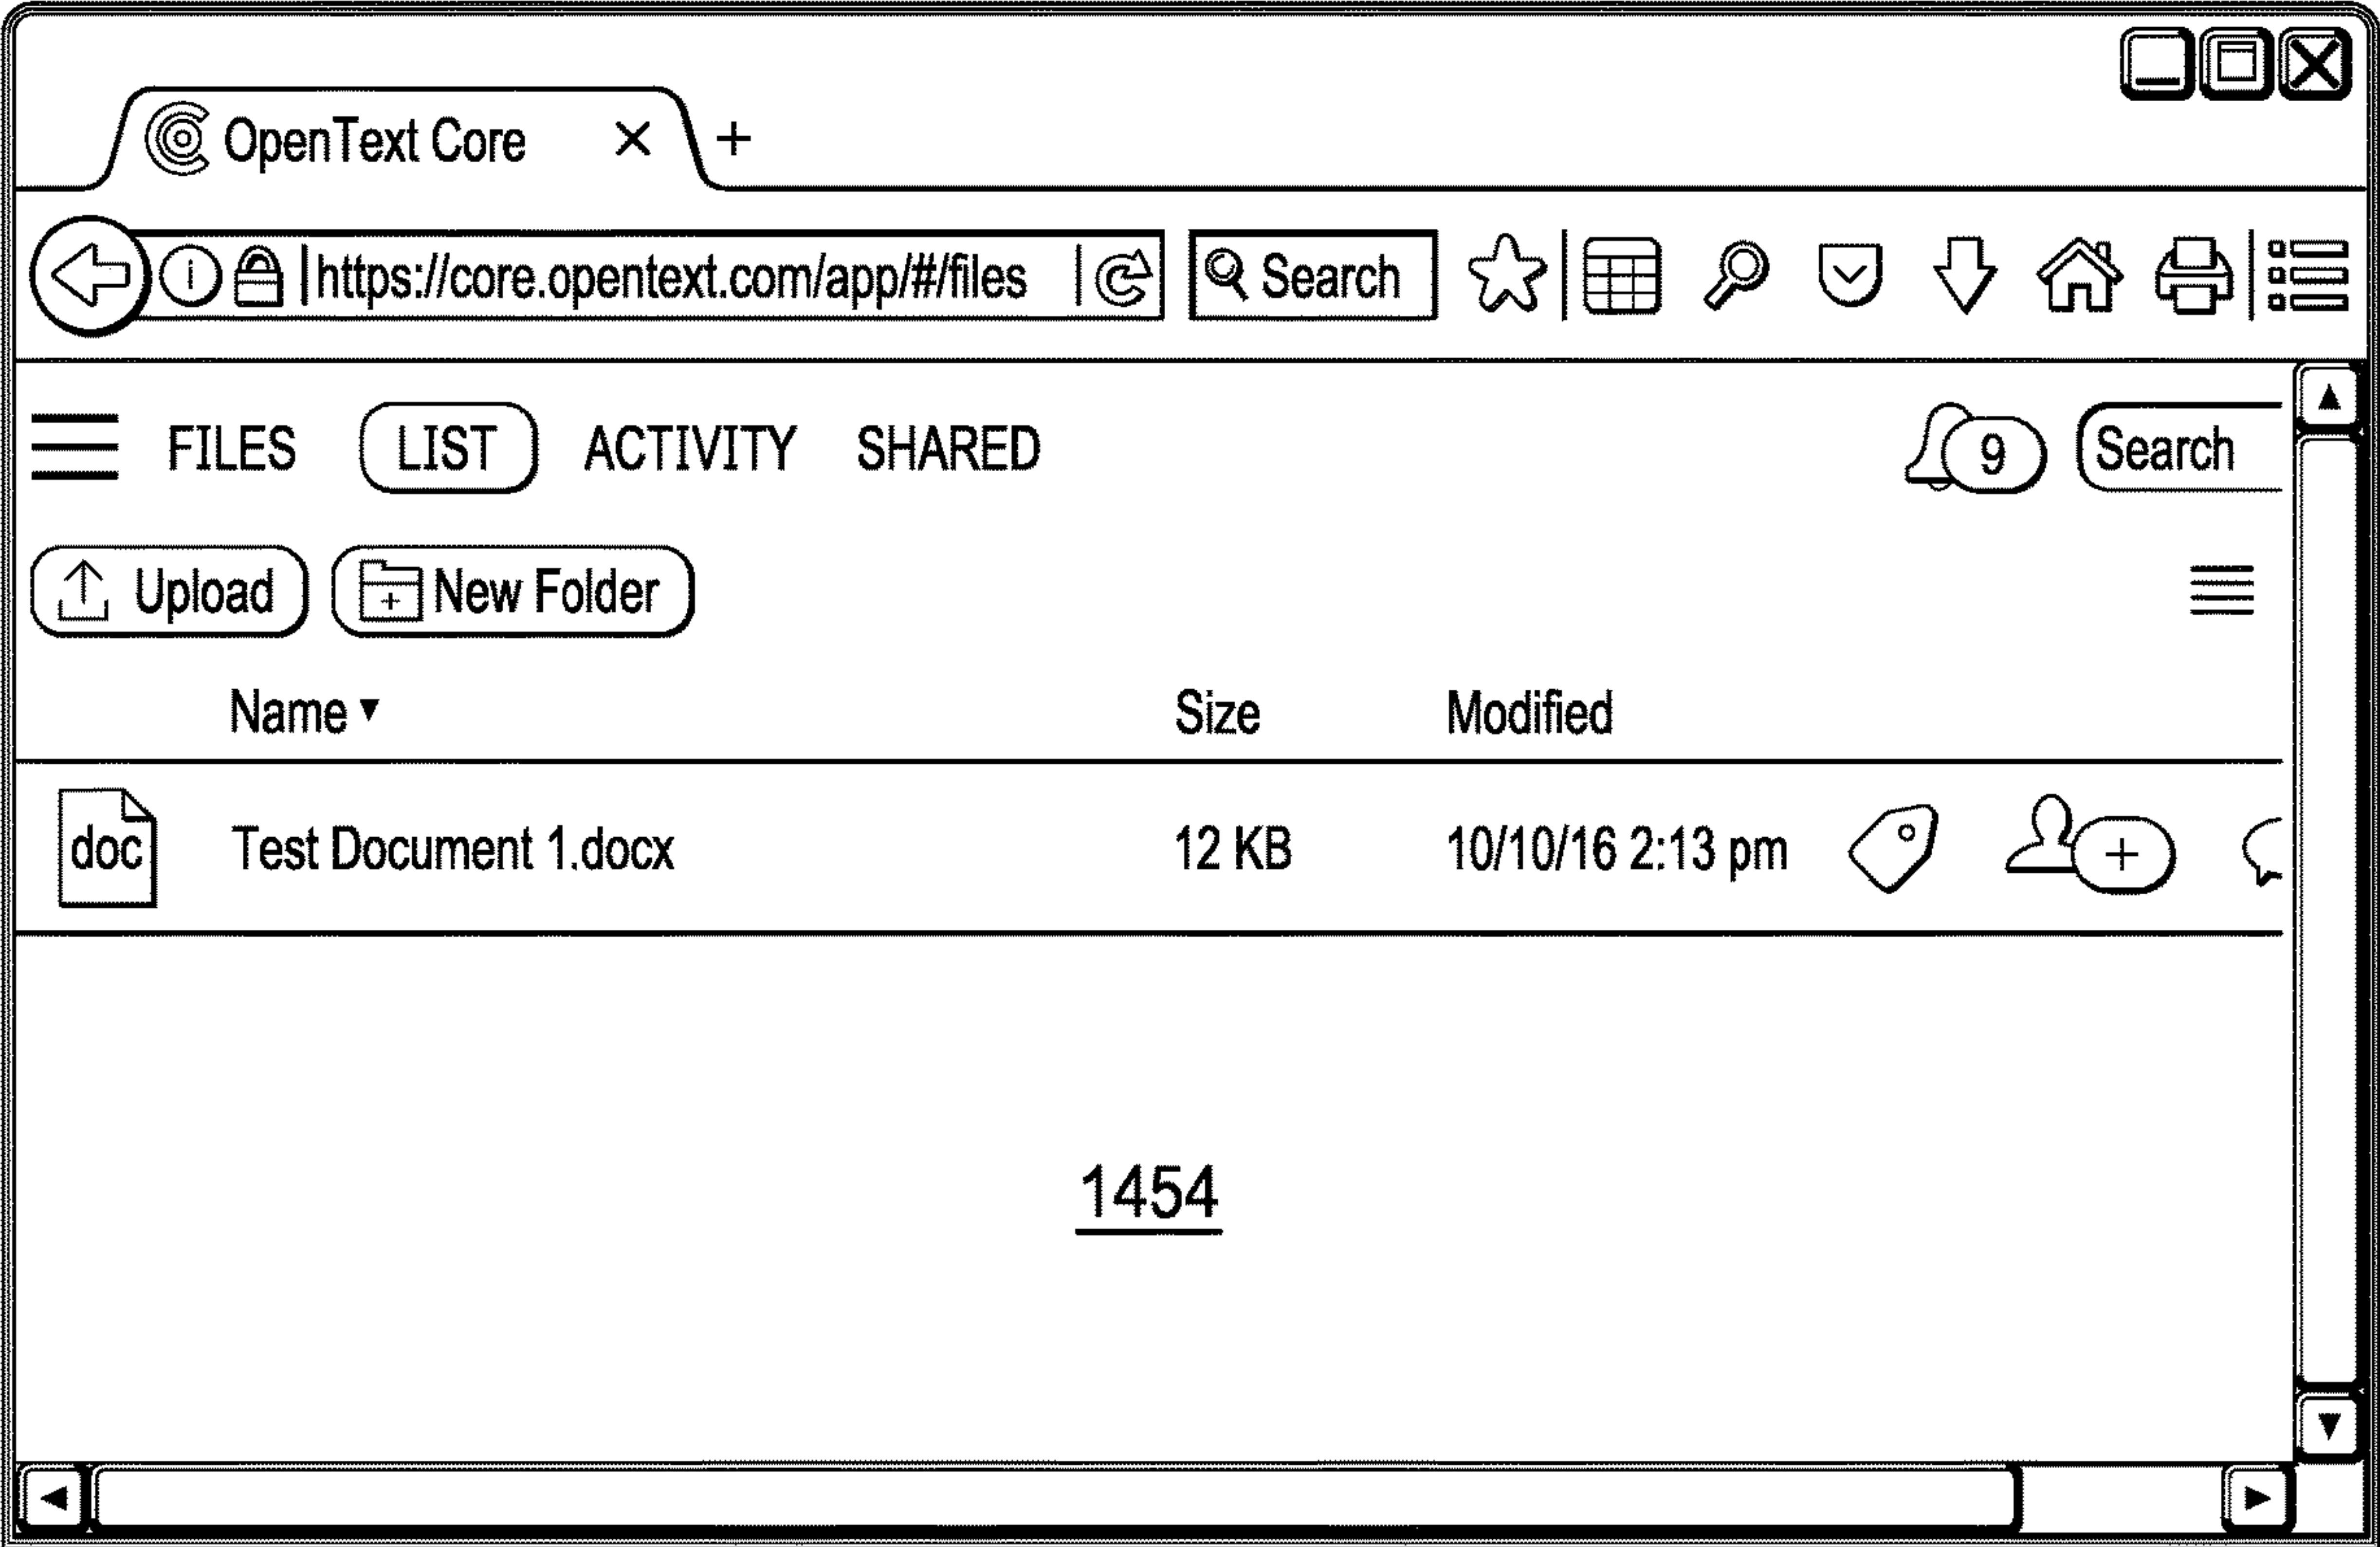 OpenText Core
https://core.opentext.com/app/#/files Search
FILES LIST ACTIVITY SHARED 9 Search
Upload New Folder
Name Size Modified
doc Test Document 1.docx 12 KB 10/10/16 2:13 pm
1454